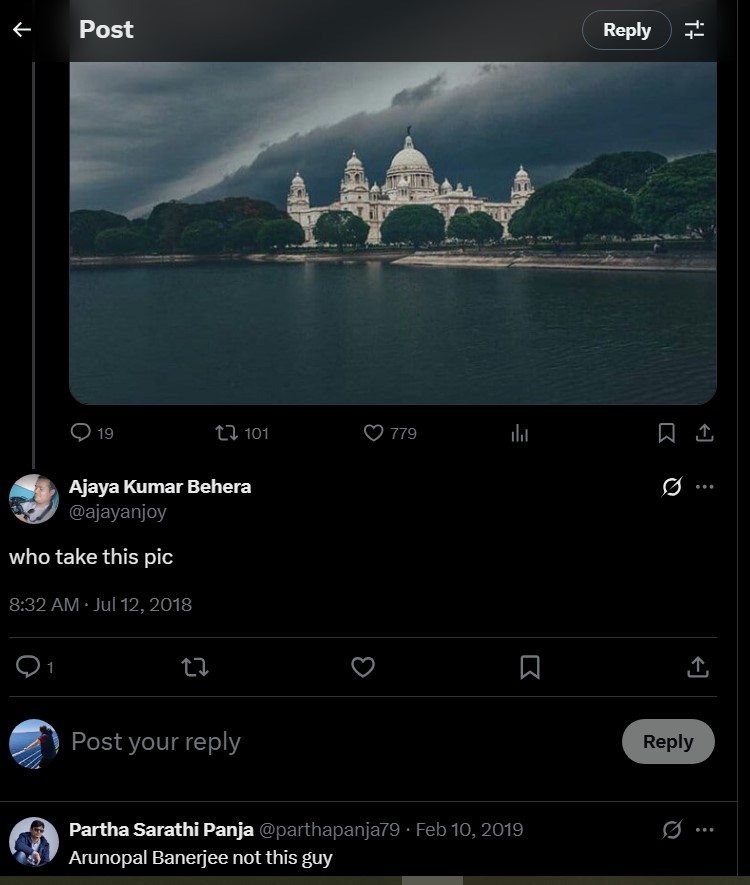 Post
Reply
19 101 779
Ajaya Kumar Behera
@ajayanjoy
who take this pic
8:32 AM · Jul 12, 2018
1
Post your reply
Reply
Partha Sarathi Panja @parthapanja79 · Feb 10, 2019
Arunopal Banerjee not this guy